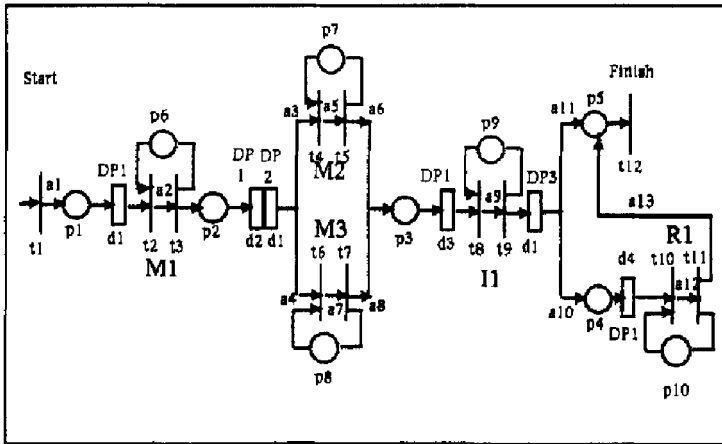 p7
Start
Finish
p6
a3
a5
a6
p9
a11
p5
DP1
a2
DP
DP
1
2
t4
t5
M2
DP1
DP3
t12
a1
a9
a13
M3
R1
t1
p1
d1
t2
t3
p2
d2
d1
t6
t7
p3
d3
t8
t9
d1
d4
t10
t11
M1
I1
a4
a7
a8
a10
p4
a12
DP1
p8
p10